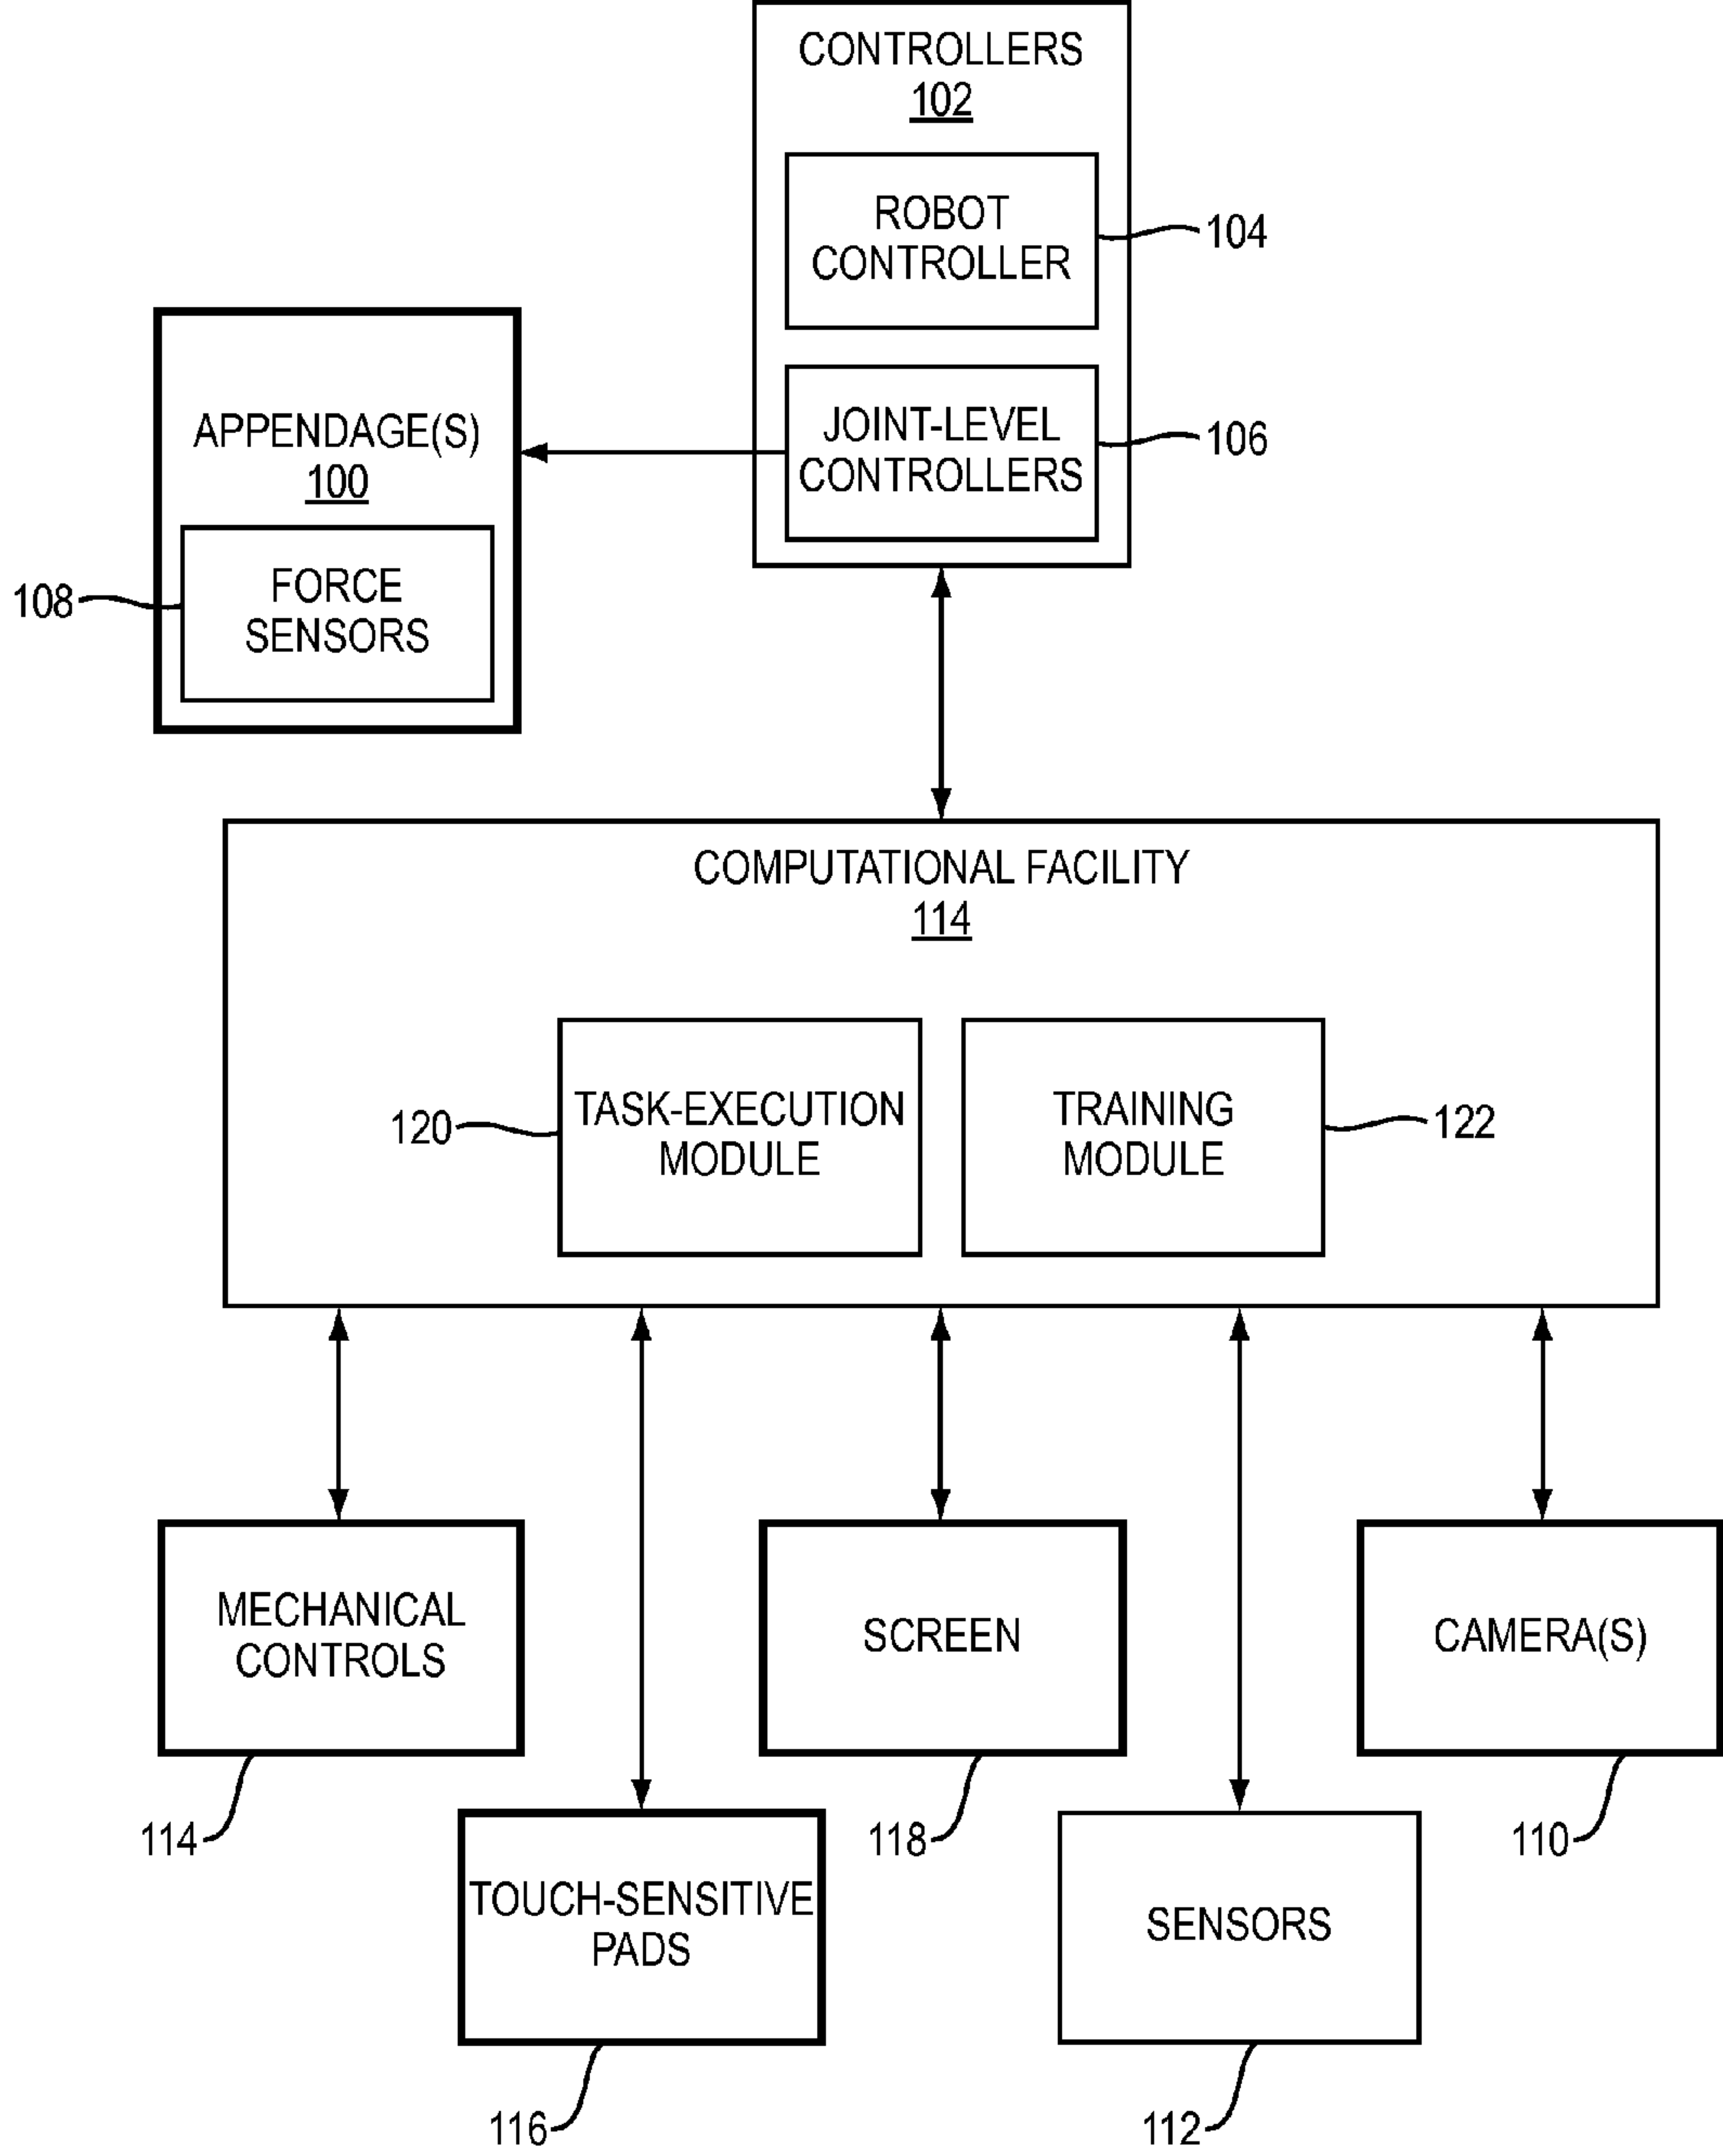 CONTROLLERS
102
ROBOT
CONTROLLER
104
JOINT-LEVEL
CONTROLLERS
106
APPENDAGE(S)
100
FORCE
SENSORS
108
COMPUTATIONAL FACILITY
114
TASK-EXECUTION
MODULE
120
TRAINING
MODULE
122
MECHANICAL
CONTROLS
114
SCREEN
118
CAMERA(S)
110
TOUCH-SENSITIVE
PADS
116
SENSORS
112